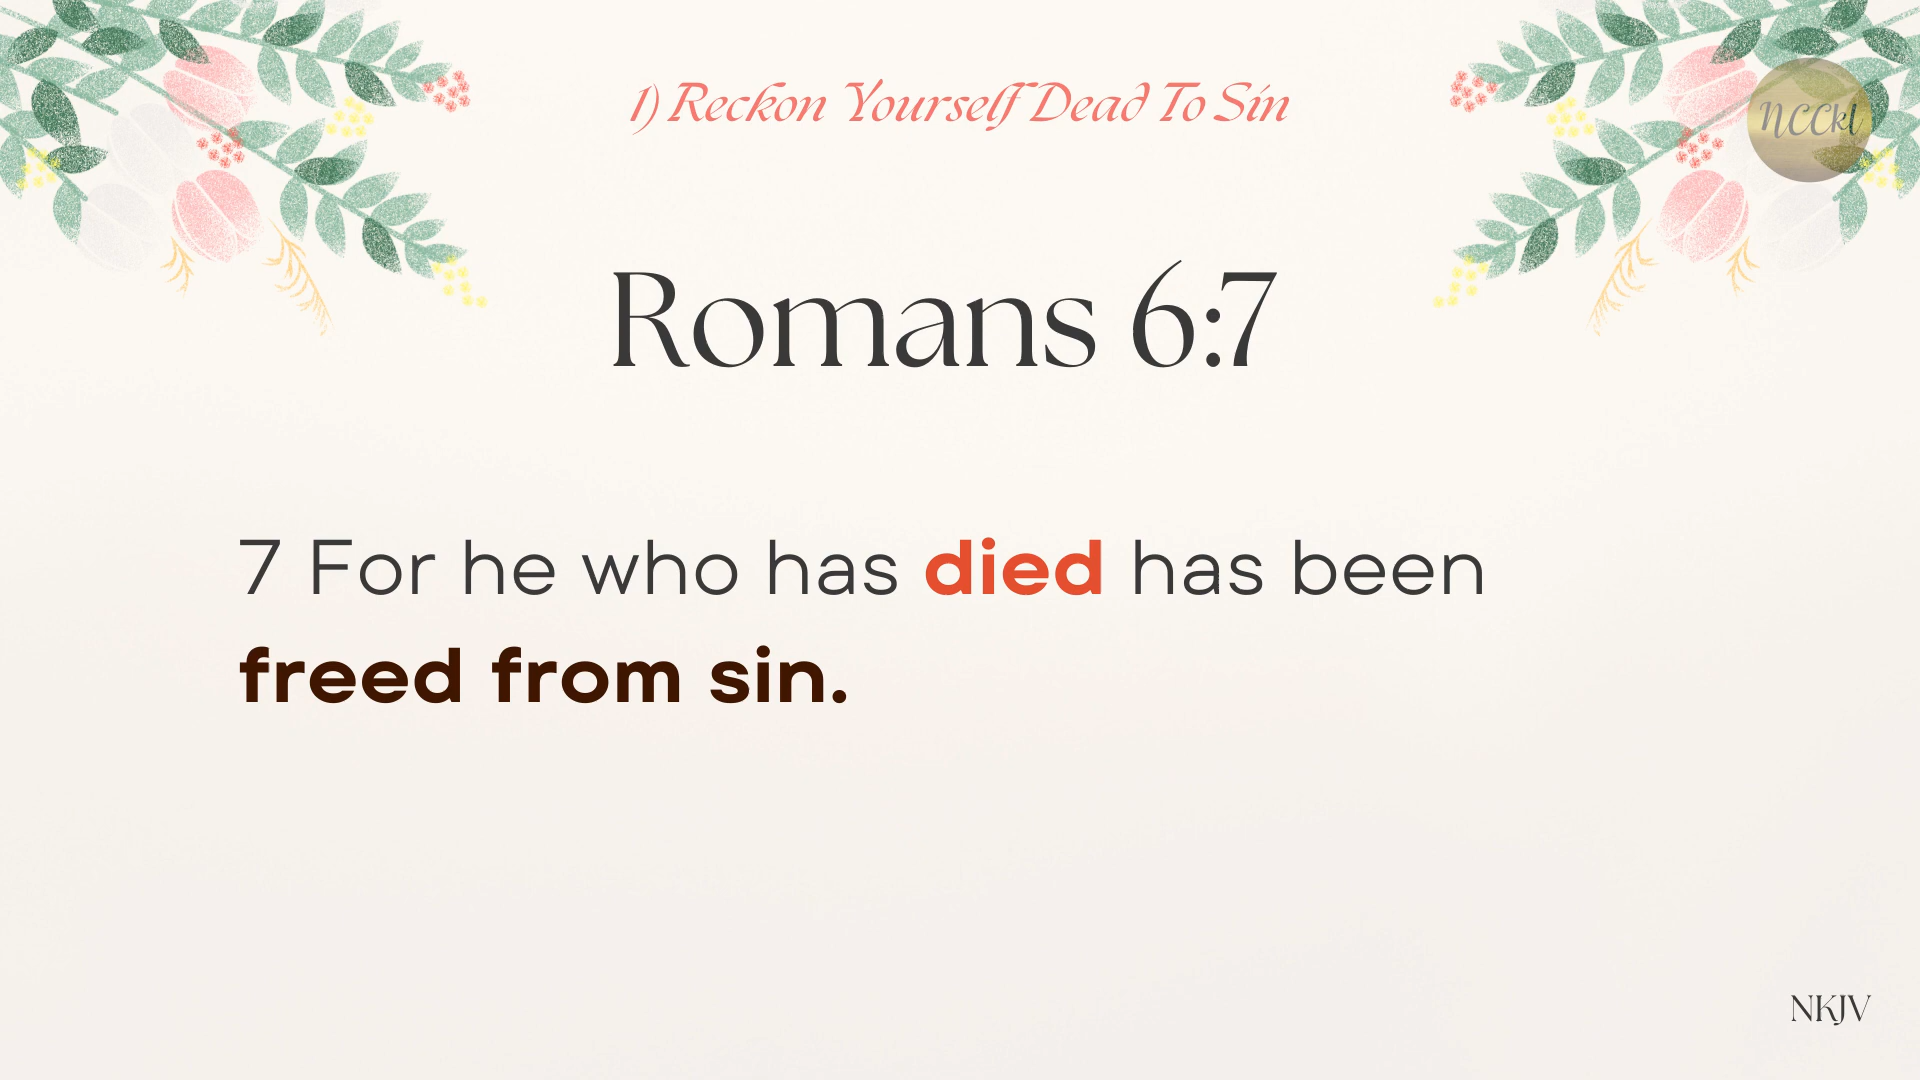 1) Reckon Yourself Dead To Sin
NCCkl
Romans 6:7
7 For he who has died has been
freed from sin.
NKJV